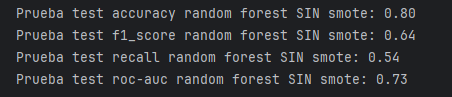 Prueba test accuracy random forest SIN smote: 0.80
Prueba test f1_score random forest SIN smote: 0.64
Prueba test recall random forest SIN smote: 0.54
Prueba test roc-auc random forest SIN smote: 0.73